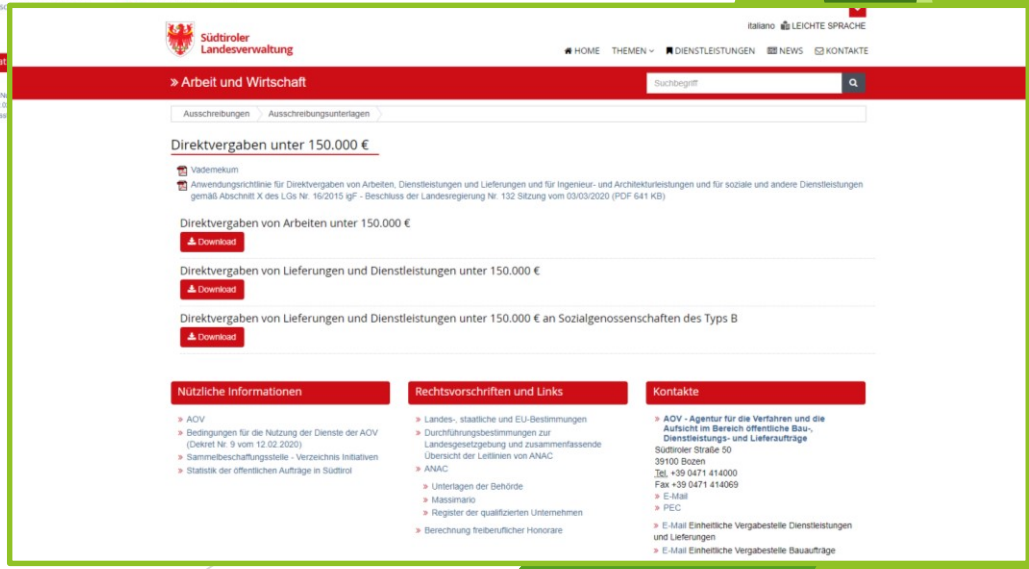 italiano LEICHTE SPRACHE
Südtiroler
Landesverwaltung
HOME THEMEN DIENSTLEISTUNGEN NEWS KONTAKTE
» Arbeit und Wirtschaft
Suchbegriff
Ausschreibungen Ausschreibungsunterlagen
Direktvergaben unter 150.000 €
Vademekum
Anwendungsrichtlinie für Direktvergaben von Arbeiten, Dienstleistungen und Lieferungen und für Ingenieur- und Architekturleistungen und für soziale und andere Dienstleistungen
gemäß Abschnitt X des LGs Nr. 16/2015 igF - Beschluss der Landesregierung Nr. 132 Sitzung vom 03/03/2020 (PDF 641 KB)
Direktvergaben von Arbeiten unter 150.000 €
Download
Direktvergaben von Lieferungen und Dienstleistungen unter 150.000 €
Download
Direktvergaben von Lieferungen und Dienstleistungen unter 150.000 € an Sozialgenossenschaften des Typs B
Download
Nützliche Informationen
» AOV
» Bedingungen für die Nutzung der Dienste der AOV
(Dekret Nr. 9 vom 12.02.2020)
» Sammelbeschaffungsstelle - Verzeichnis Initiativen
» Statistik der öffentlichen Aufträge in Südtirol
Rechtsvorschriften und Links
» Landes-, staatliche und EU-Bestimmungen
» Durchführungsbestimmungen zur
Landesgesetzgebung und zusammenfassende
Übersicht der Leitlinien von ANAC
» ANAC
» Unterlagen der Behörde
» Massimario
» Register der qualifizierten Unternehmen
» Berechnung freiberuflicher Honorare
Kontakte
» AOV - Agentur für die Verfahren und die
Aufsicht im Bereich öffentliche Bau-,
Dienstleistungs- und Lieferaufträge
Südtiroler Straße 50
39100 Bozen
Tel. +39 0471 414000
Fax +39 0471 414069
» E-Mail
» PEC
» E-Mail Einheitliche Vergabestelle Dienstleistungen
und Lieferungen
» E-Mail Einheitliche Vergabestelle Bauaufträge